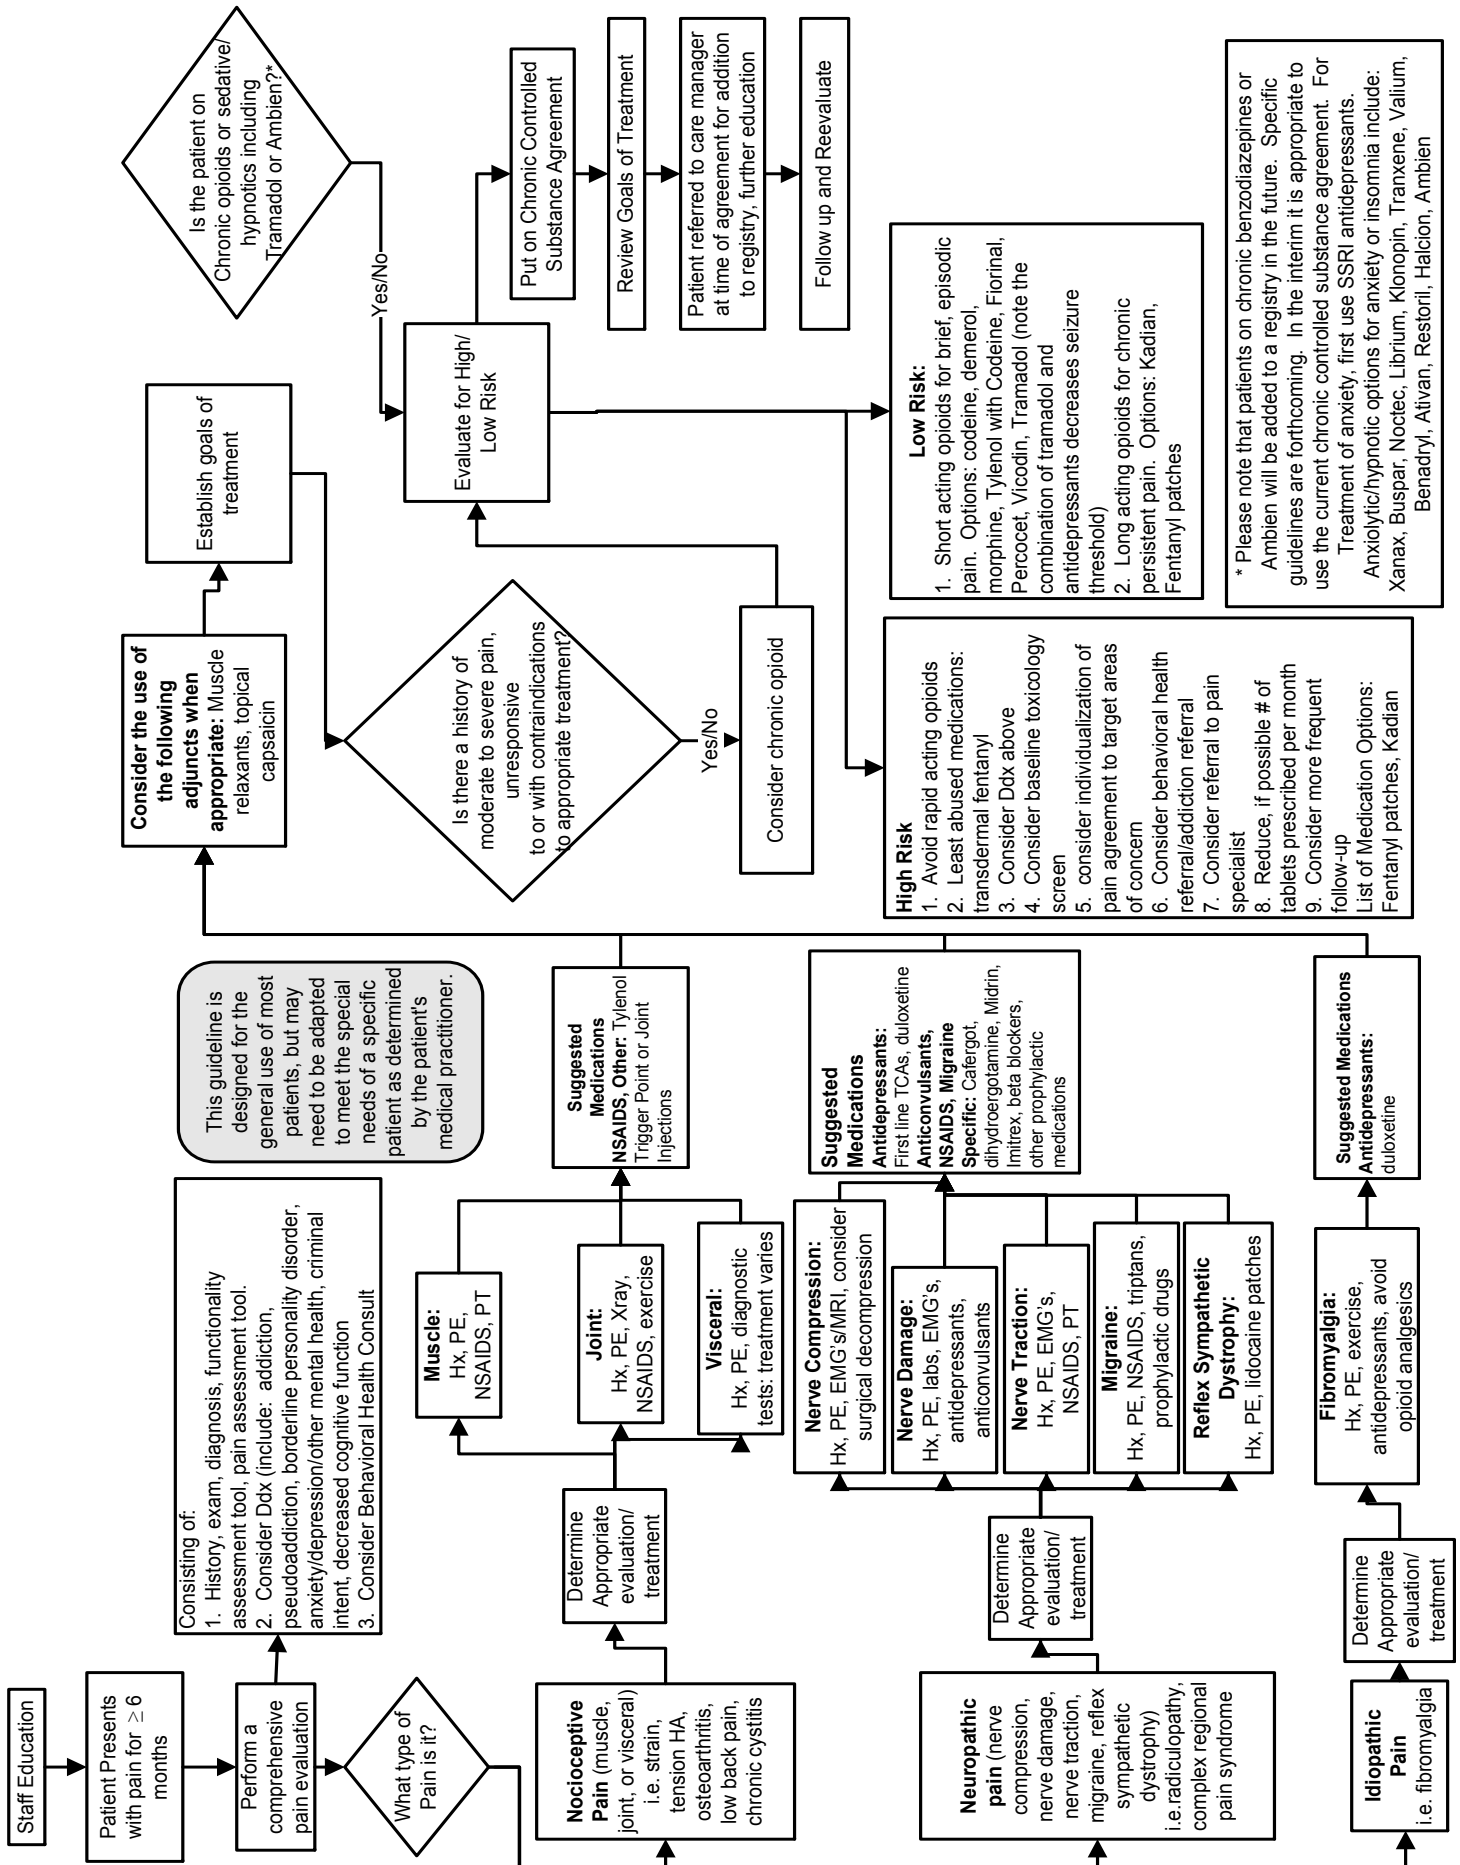 Staff Education
Patient Presents
with pain for ≥ 6
months
Perform a
comprehensive
pain evaluation
Consisting of:
1. History, exam, diagnosis, functionality
assessment tool, pain assessment tool.
2. Consider Ddx (include: addiction,
pseudoaddiction, borderline personality disorder,
anxiety/depression/other mental health, criminal
intent, decreased cognitive function
3. Consider Behavioral Health Consult
This guideline is
designed for the
general use of most
patients, but may
need to be adapted
to meet the special
needs of a specific
patient as determined
by the patient's
medical practitioner.
What type of
Pain is it?
Nocioceptive
Pain (muscle,
joint, or visceral)
i.e. strain,
tension HA,
osteoarthritis,
low back pain,
chronic cystitis
Determine
Appropriate
evaluation/
treatment
Muscle:
Hx, PE,
NSAIDS, PT
Joint:
Hx, PE, Xray,
NSAIDS, exercise
Visceral:
Hx, PE, diagnostic
tests: treatment varies
Suggested
Medications
NSAIDS, Other: Tylenol
Trigger Point or Joint
Injections
Neuropathic
pain (nerve
compression,
nerve damage,
nerve traction,
migraine, reflex
sympathetic
dystrophy)
i.e.radiculopathy,
complex regional
pain syndrome
Determine
Appropriate
evaluation/
treatment
Nerve Compression:
Hx, PE, EMG's/MRI, consider
surgical decompression
Nerve Damage:
Hx, PE, labs, EMG's,
antidepressants,
anticonvulsants
Nerve Traction:
Hx, PE, EMG's,
NSAIDS, PT
Migraine:
Hx, PE, NSAIDS, triptans,
prophylactic drugs
Reflex Sympathetic
Dystrophy:
Hx, PE, lidocaine patches
Suggested
Medications
Antidepressants:
First line TCAs, duloxetine
Anticonvulsants,
NSAIDS, Migraine
Specific: Cafergot,
dihydroergotamine, Midrin,
Imitrex, beta blockers,
other prophylactic
medications
Idiopathic
Pain
i.e. fibromyalgia
Determine
Appropriate
evaluation/
treatment
Fibromyalgia:
Hx, PE, exercise,
antidepressants, avoid
opioid analgesics
Suggested Medications
Antidepressants:
duloxetine
Consider the use of
the following
adjuncts when
appropriate: Muscle
relaxants, topical
capsaicin
Establish goals of
treatment
Is there a history of
moderate to severe pain,
unresponsive
to or with contraindications
to appropriate treatment?
Yes/No
Consider chronic opioid
Is the patient on
Chronic opioids or sedative/
hypnotics including
Tramadol or Ambien?*
Yes/No
Evaluate for High/
Low Risk
Put on Chronic Controlled
Substance Agreement
Review Goals of Treatment
Patient referred to care manager
at time of agreement for addition
to registry, further education
Follow up and Reevaluate
High Risk
1. Avoid rapid acting opioids
2. Least abused medications:
transdermal fentanyl
3. Consider Ddx above
4. Consider baseline toxicology
screen
5. consider individualization of
pain agreement to target areas
of concern
6. Consider behavioral health
referral/addiction referral
7. Consider referral to pain
specialist
8. Reduce, if possible # of
tablets prescribed per month
9. Consider more frequent
follow-up
List of Medication Options:
Fentanyl patches, Kadian
Low Risk:
1. Short acting opioids for brief, episodic
pain. Options: codeine, demerol,
morphine, Tylenol with Codeine, Fiorinal,
Percocet, Vicodin, Tramadol (note the
combination of tramadol and
antidepressants decreases seizure
threshold)
2. Long acting opioids for chronic
persistent pain. Options: Kadian,
Fentanyl patches
* Please note that patients on chronic benzodiazepines or
Ambien will be added to a registry in the future. Specific
guidelines are forthcoming. In the interim it is appropriate to
use the current chronic controlled substance agreement. For
Treatment of anxiety, first use SSRI antidepressants.
Anxiolytic/hypnotic options for anxiety or insomnia include:
Xanax, Buspar, Noctec, Librium, Klonopin, Tranxene, Valium,
Benadryl, Ativan, Restoril, Halcion, Ambien